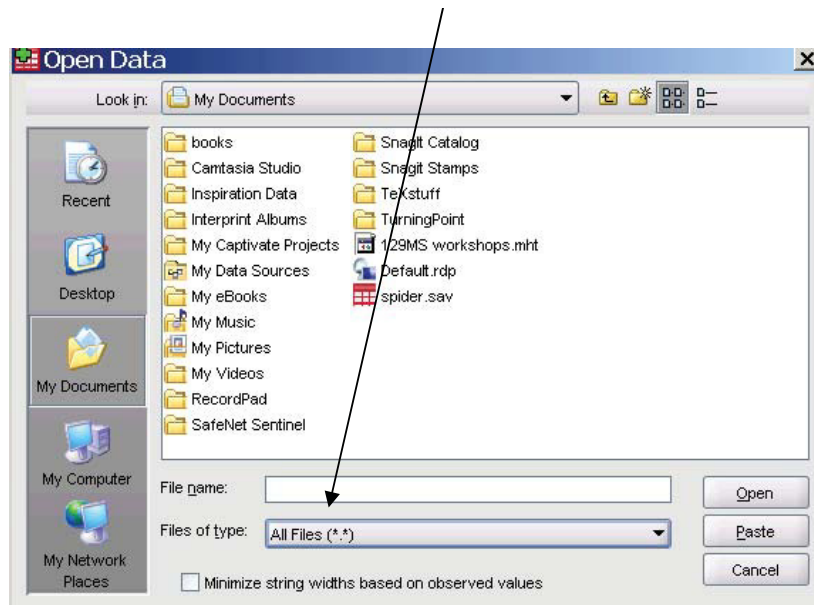 Open Data
Look in: My Documents
Recent
Desktop
My Documents
My Computer
My Network
Places
books
Camtasia Studio
Inspiration Data
Interprint Albums
My Captivate Projects
My Data Sources
My eBooks
My Music
My Pictures
My Videos
RecordPad
SafeNet Sentinel
SnagIt Catalog
Snagit Stamps
TeXstuff
TurningPoint
129MS workshops.mht
Default.rdp
spider.sav
File name:
Open
Files of type: All Files (*.*)
Paste
Minimize string widths based on observed values
Cancel